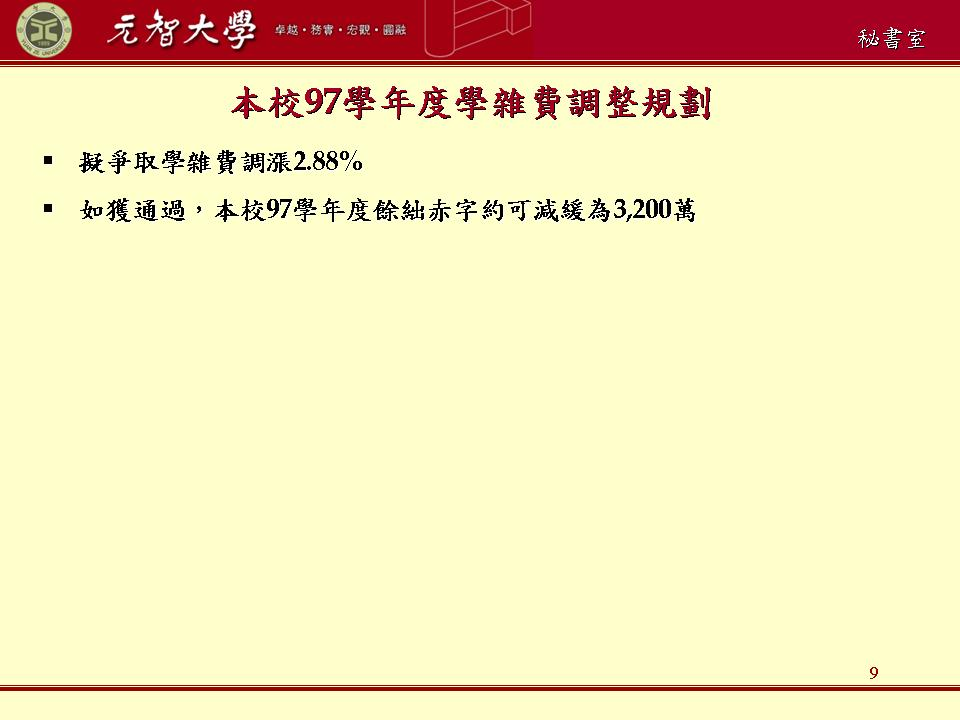 元智大學 卓越・務實・宏觀・圓融
秘書室
本校97學年度學雜費調整規劃
▪ 擬爭取學雜費調漲2.88%
▪ 如獲通過，本校97學年度餘絀赤字約可減緩為3,200萬
9